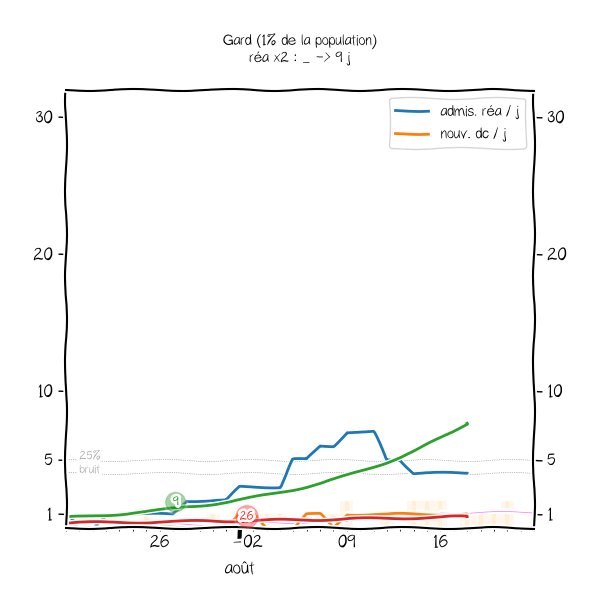 Gard (1% de la population)
réa x2 : _ -> 9 j
admis. réa / j
nouv. dc / j
30
30
20
20
10
10
5
5
25%
bruit
9
26
1
1
26
02
09
16
août